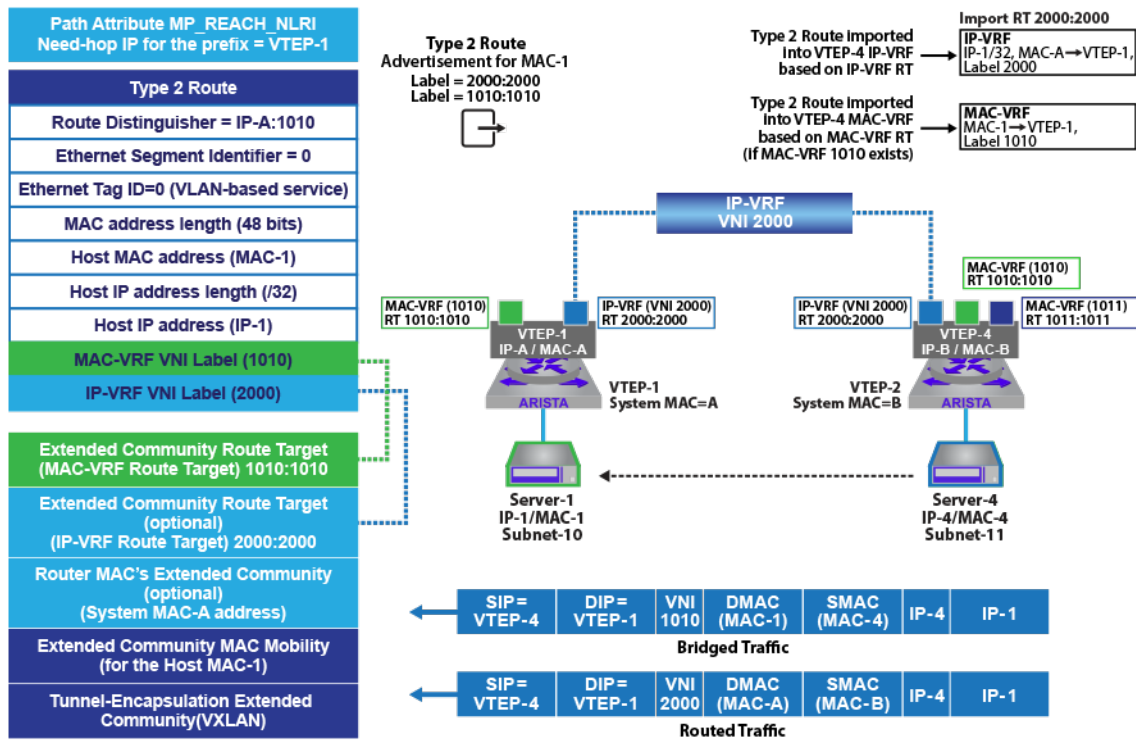 Path Attribute MP_REACH_NLRI
Need-hop IP for the prefix = VTEP-1
Type 2 Route
Route Distinguisher = IP-A:1010
Ethernet Segment Identifier = 0
Ethernet Tag ID=0 (VLAN-based service)
MAC address length (48 bits)
Host MAC address (MAC-1)
Host IP address length (/32)
Host IP address (IP-1)
MAC-VRF VNI Label (1010)
IP-VRF VNI Label (2000)
Extended Community Route Target
(MAC-VRF Route Target) 1010:1010
Extended Community Route Target
(optional)
(IP-VRF Route Target) 2000:2000
Router MAC's Extended Community
(optional)
(System MAC-A address)
Extended Community MAC Mobility
(for the Host MAC-1)
Tunnel-Encapsulation Extended
Community(VXLAN)
Type 2 Route
Advertisement for MAC-1
Label = 2000:2000
Label = 1010:1010
Type 2 Route imported
into VTEP-4 IP-VRF
based on IP-VRF RT
Import RT 2000:2000
IP-VRF
IP-1/32, MAC-A→VTEP-1,
Label 2000
Type 2 Route imported
into VTEP-4 MAC-VRF
based on MAC-VRF RT
(if MAC-VRF 1010 exists)
MAC-VRF
MAC-1→VTEP-1,
Label 1010
IP-VRF
VNI 2000
MAC-VRF (1010)
RT 1010:1010
IP-VRF (VNI 2000)
RT 2000:2000
VTEP-1
IP-A / MAC-A
VTEP-1
System MAC=A
ARISTA
Server-1
IP-1/MAC-1
Subnet-10
MAC-VRF (1010)
RT 1010:1010
IP-VRF (VNI 2000)
RT 2000:2000
MAC-VRF (1011)
RT 1011:1011
VTEP-4
IP-B / MAC-B
VTEP-2
System MAC=B
ARISTA
Server-4
IP-4/MAC-4
Subnet-11
SIP=
VTEP-4
DIP=
VTEP-1
VNI
1010
DMAC
(MAC-1)
SMAC
(MAC-4)
IP-4
IP-1
Bridged Traffic
SIP=
VTEP-4
DIP=
VTEP-1
VNI
2000
DMAC
(MAC-A)
SMAC
(MAC-B)
IP-4
IP-1
Routed Traffic